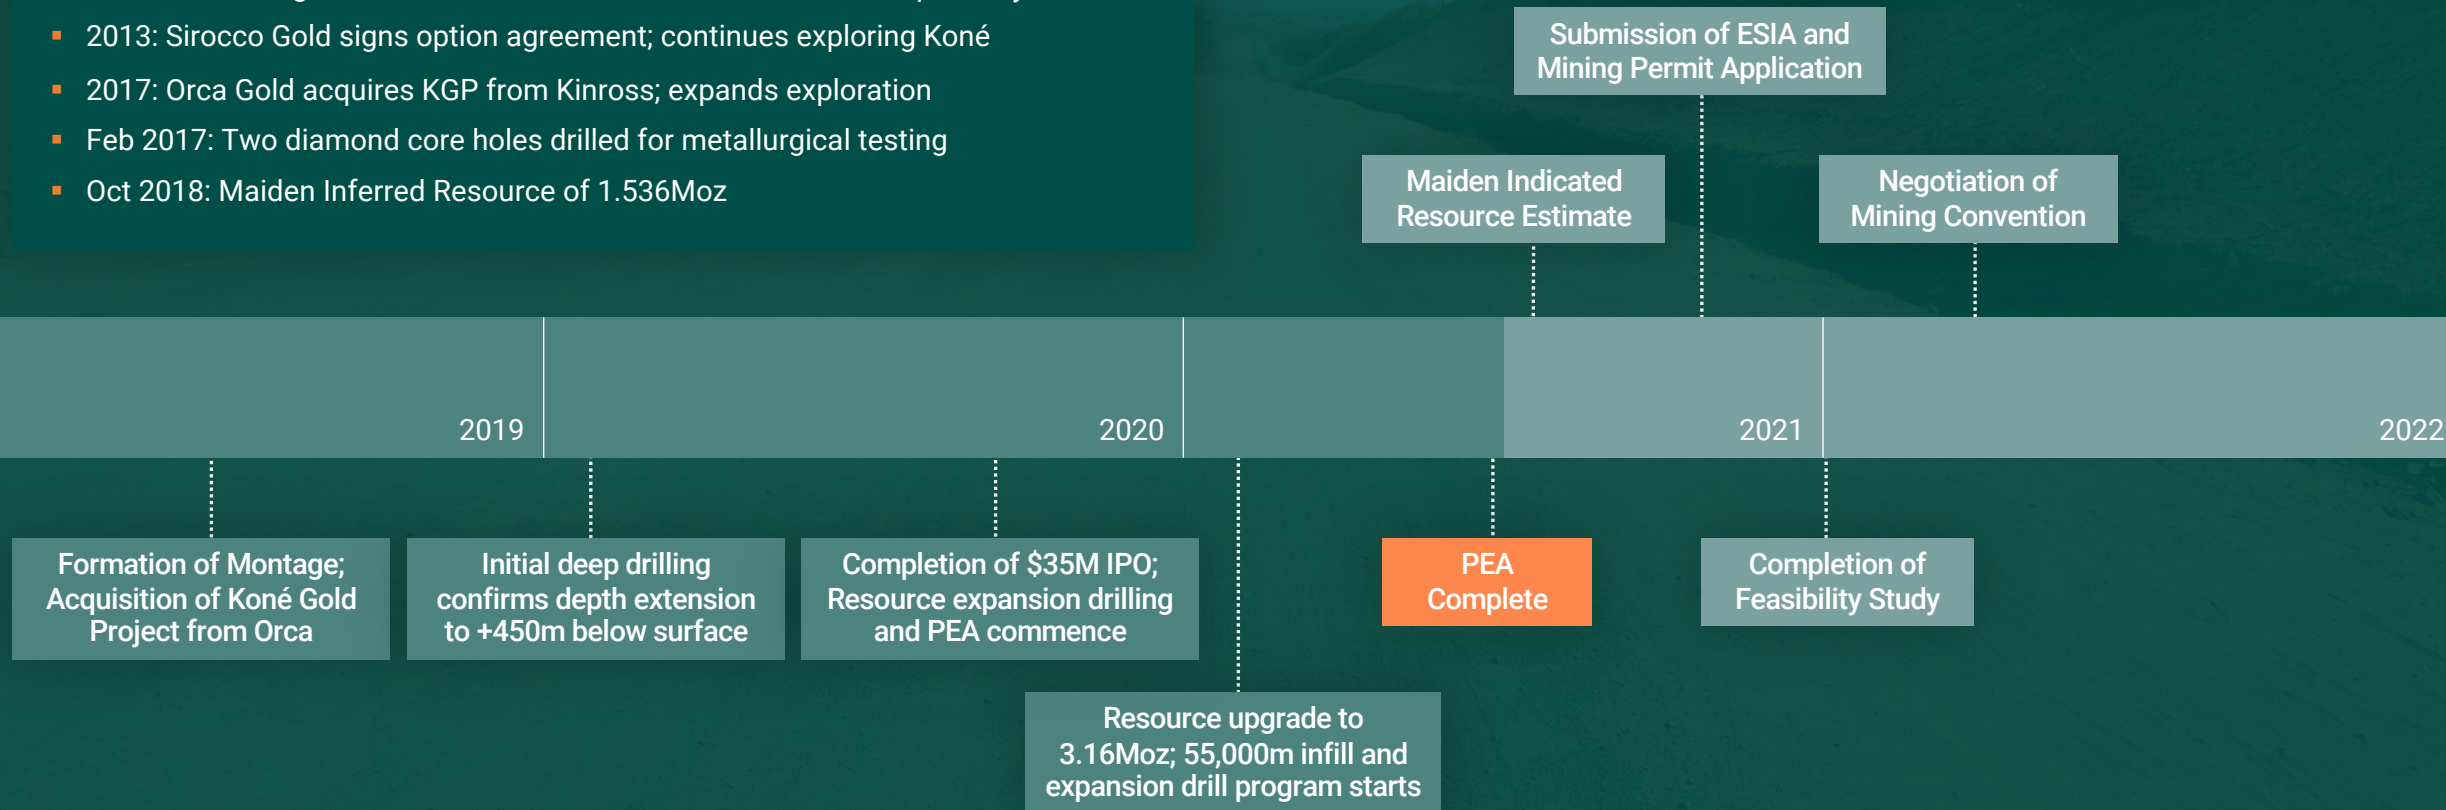 2013: Sirocco Gold signs option agreement; continues exploring Koné
2017: Orca Gold acquires KGP from Kinross; expands exploration
Feb 2017: Two diamond core holes drilled for metallurgical testing
Oct 2018: Maiden Inferred Resource of 1.536Moz
Submission of ESIA and
Mining Permit Application
Maiden Indicated
Resource Estimate
Negotiation of
Mining Convention
2019
2020
2021
2022
Formation of Montage;
Acquisition of Koné Gold
Project from Orca
Initial deep drilling
confirms depth extension
to +450m below surface
Completion of $35M IPO;
Resource expansion drilling
and PEA commence
PEA
Complete
Completion of
Feasibility Study
Resource upgrade to
3.16Moz; 55,000m infill and
expansion drill program starts